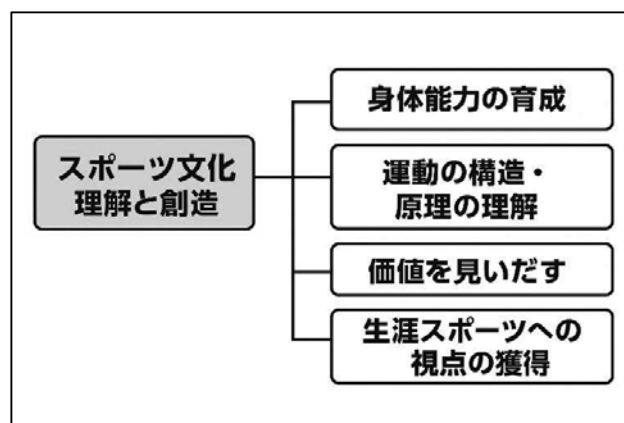 スポーツ文化
理解と創造
身体能力の育成
運動の構造・
原理の理解
価値を見いだす
生涯スポーツへの
視点の獲得